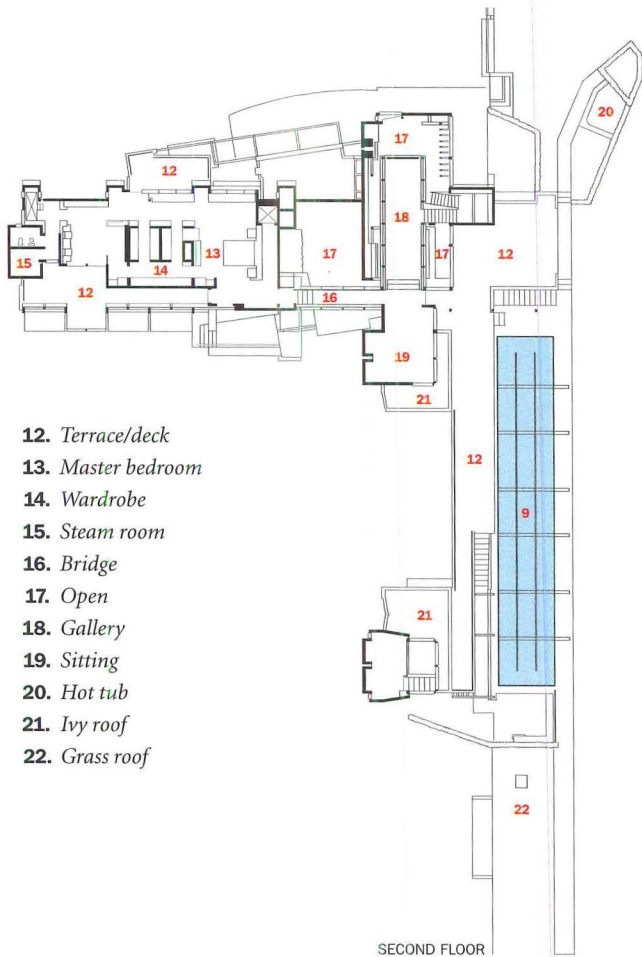 20
17
12
18
13
17
17
12
15
14
12
16
19
21
12. Terrace/deck
13. Master bedroom
12
14. Wardrobe
9
15. Steam room
16. Bridge
17. Open
21
18. Gallery
19. Sitting
20. Hot tub
21. Ivy roof
22. Grass roof
22
SECOND FLOOR